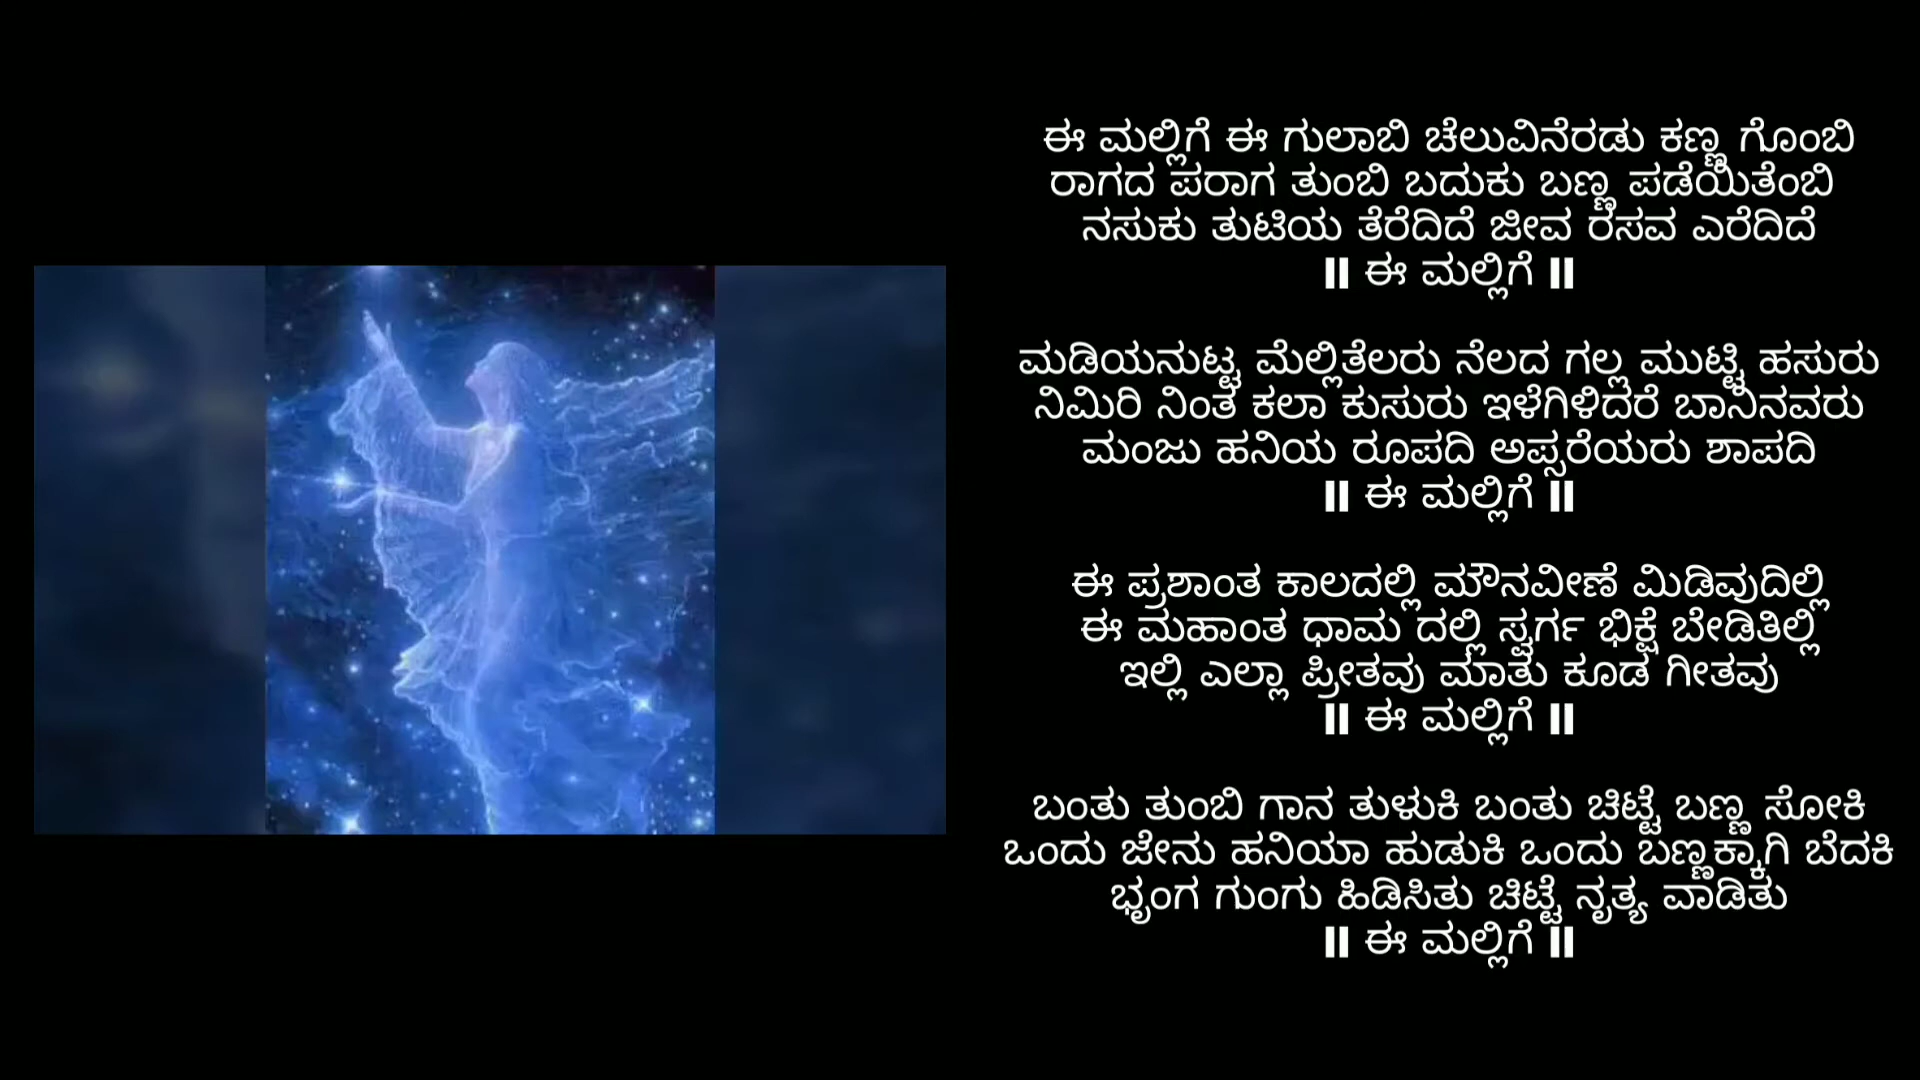 ಈ ಮಲ್ಲಿಗೆ ಈ ಗುಲಾಬಿ ಚೆಲುವಿನೆರಡು ಕಣ್ಣ ಗೊಂಬಿ
ರಾಗದ ಪರಾಗ ತುಂಬಿ ಬದುಕು ಬಣ್ಣ ಪಡೆಯಿತೆಂಬಿ
ನಸುಕು ತುಟಿಯ ತೆರೆದಿದೆ ಜೀವ ರಸವ ಎರೆದಿದೆ
|| ಈ ಮಲ್ಲಿಗೆ ||
ಮಡಿಯನುಟ್ಟ ಮೆಲ್ಲಿತೆಲರು ನೆಲದ ಗಲ್ಲ ಮುಟ್ಟಿ ಹಸುರು
ನಿಮಿರಿ ನಿಂತ ಕಲಾ ಕುಸುರು ಇಳೆಗಿಳಿದರೆ ಬಾನಿನವರು
ಮಂಜು ಹನಿಯ ರೂಪದಿ ಅಪ್ಸರೆಯರು ಶಾಪದಿ
|| ಈ ಮಲ್ಲಿಗೆ ||
ಈ ಪ್ರಶಾಂತ ಕಾಲದಲ್ಲಿ ಮೌನವೀಣೆ ಮಿಡಿವುದಿಲ್ಲಿ
ಈ ಮಹಾಂತ ಧಾಮ ದಲ್ಲಿ ಸ್ವರ್ಗ ಭಿಕ್ಷೆ ಬೇಡಿತಿಲ್ಲಿ
ಇಲ್ಲಿ ಎಲ್ಲಾ ಪ್ರೀತವು ಮಾತು ಕೂಡ ಗೀತವು
|| ಈ ಮಲ್ಲಿಗೆ ||
ಬಂತು ತುಂಬಿ ಗಾನ ತುಳುಕಿ ಬಂತು ಚಿಟ್ಟೆ ಬಣ್ಣ ಸೋಕಿ
ಒಂದು ಜೇನು ಹನಿಯಾ ಹುಡುಕಿ ಒಂದು ಬಣ್ಣಕ್ಕಾಗಿ ಬೆದಕಿ
ಭೃಂಗ ಗುಂಗು ಹಿಡಿಸಿತು ಚಿಟ್ಟೆ ನೃತ್ಯ ವಾಡಿತು
|| ಈ ಮಲ್ಲಿಗೆ ||